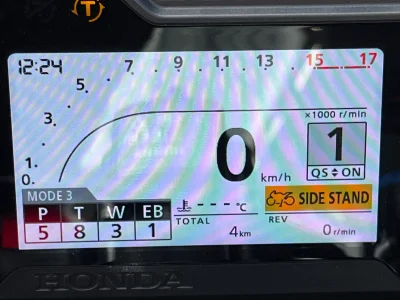 T
12:24
7 9 11 13 15 17
5
3
1
0
×1000 r/min
0 km/h
1
QS ON
MODE 3
P T W EB
5 8 3 1
---°C
TOTAL
4km
SIDE STAND
REV
0r/min
HONDA